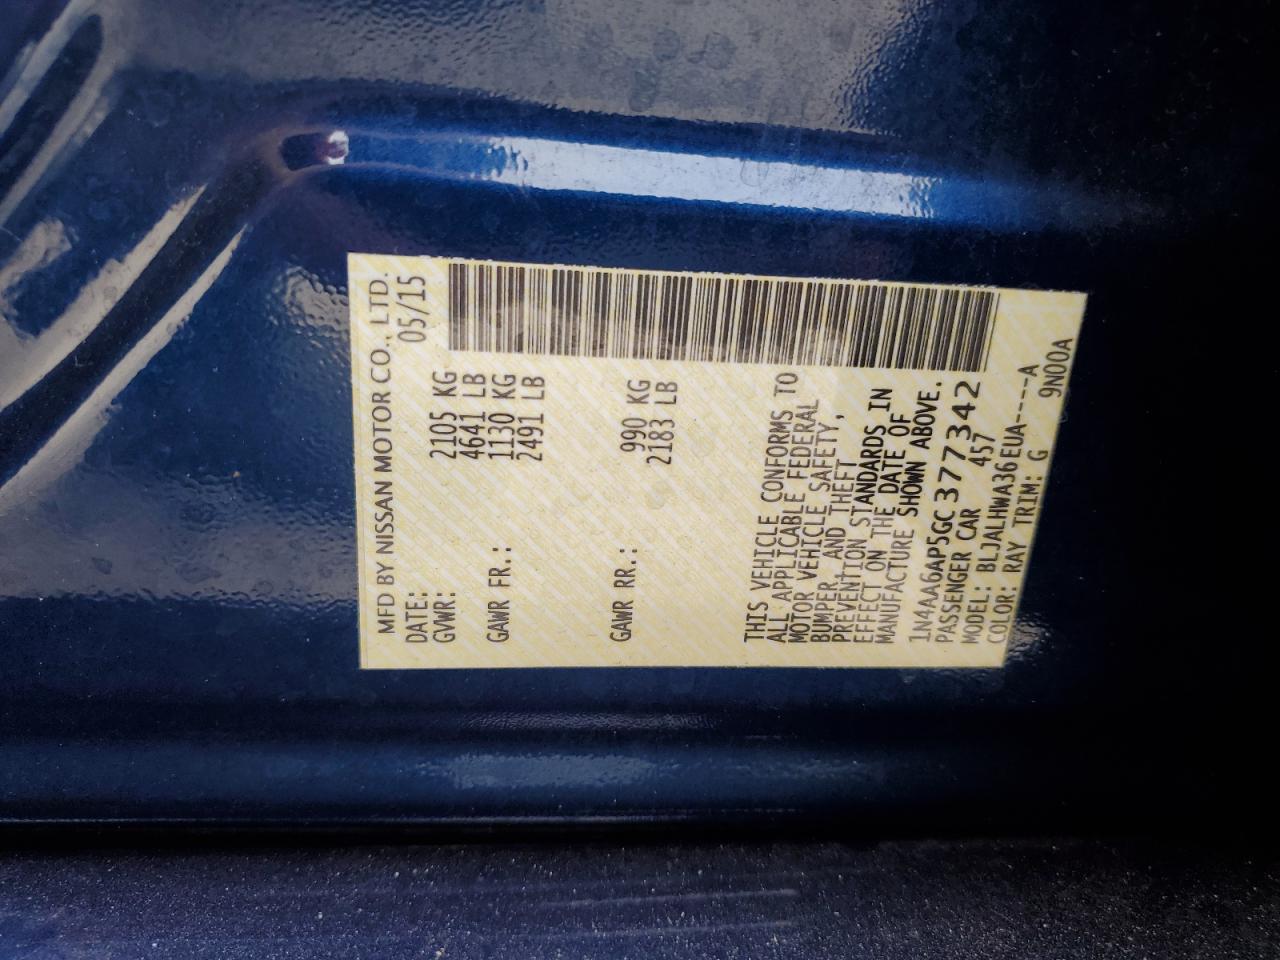 MFD BY NISSAN MOTOR CO., LTD.
DATE: 05/15
GVWR: 2105 KG
4641 LB
GAWR FR.: 1130 KG
2491 LB
GAWR RR.: 990 KG
2183 LB
THIS VEHICLE CONFORMS TO
ALL APPLICABLE FEDERAL
MOTOR VEHICLE SAFETY,
BUMPER, AND THEFT
PREVENTION STANDARDS IN
EFFECT ON THE DATE OF
MANUFACTURE SHOWN ABOVE.
1N4AA6AP5GC377342
PASSENGER CAR 457
MODEL: BLJALHWA36EUA----A
COLOR: RAY TRIM: G 9N00A